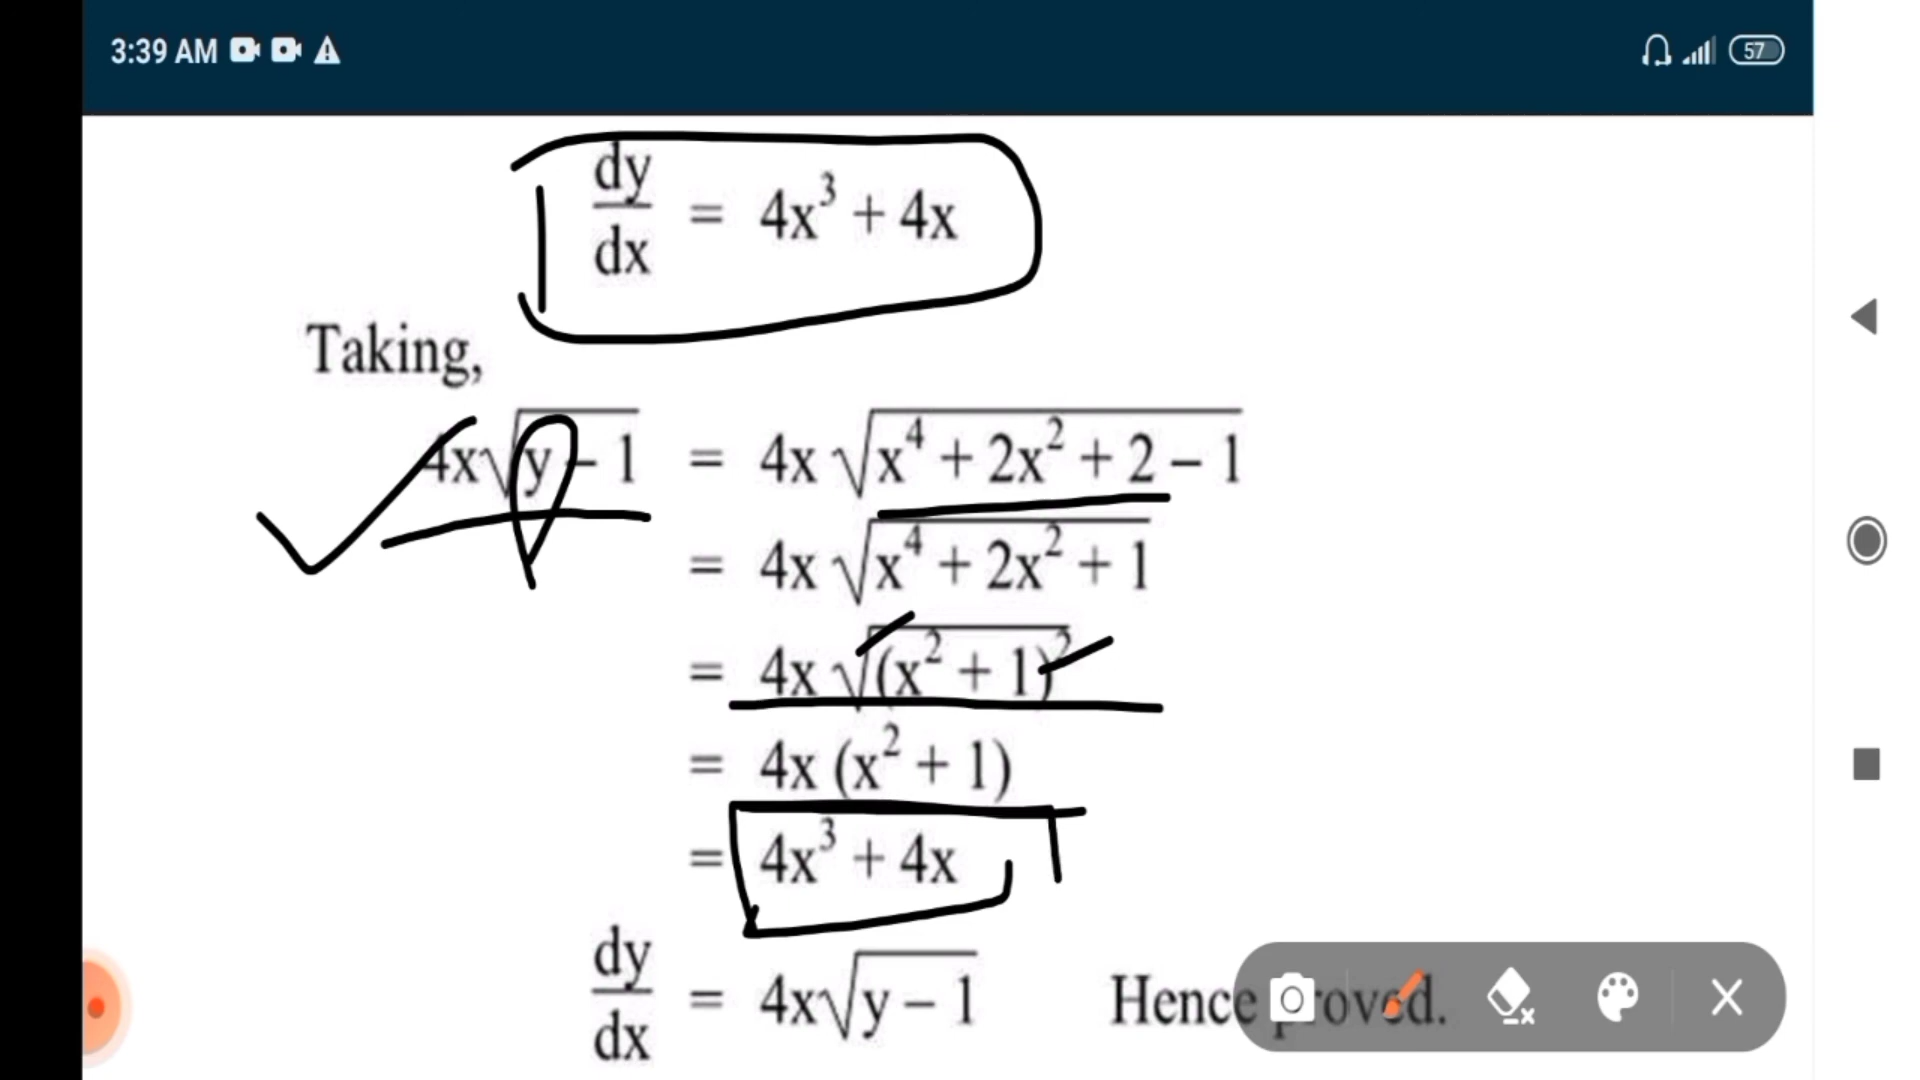 3:39 AM 57
dy/dx = 4x³ + 4x
Taking,
4x√(y – 1) = 4x √(x⁴ + 2x² + 2 – 1)
= 4x √(x⁴ + 2x² + 1)
= 4x √((x² + 1)²)
= 4x (x² + 1)
= 4x³ + 4x
dy/dx = 4x√(y – 1) Hence proved.